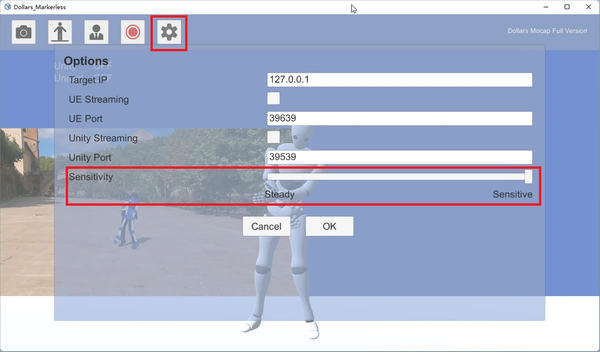 Dollars_Markerless
Dollars Mocap Full Version
Options
Target IP
127.0.0.1
UE Streaming
UE Port
39639
Unity Streaming
Unity Port
39539
Sensitivity
Steady
Sensitive
Cancel
OK